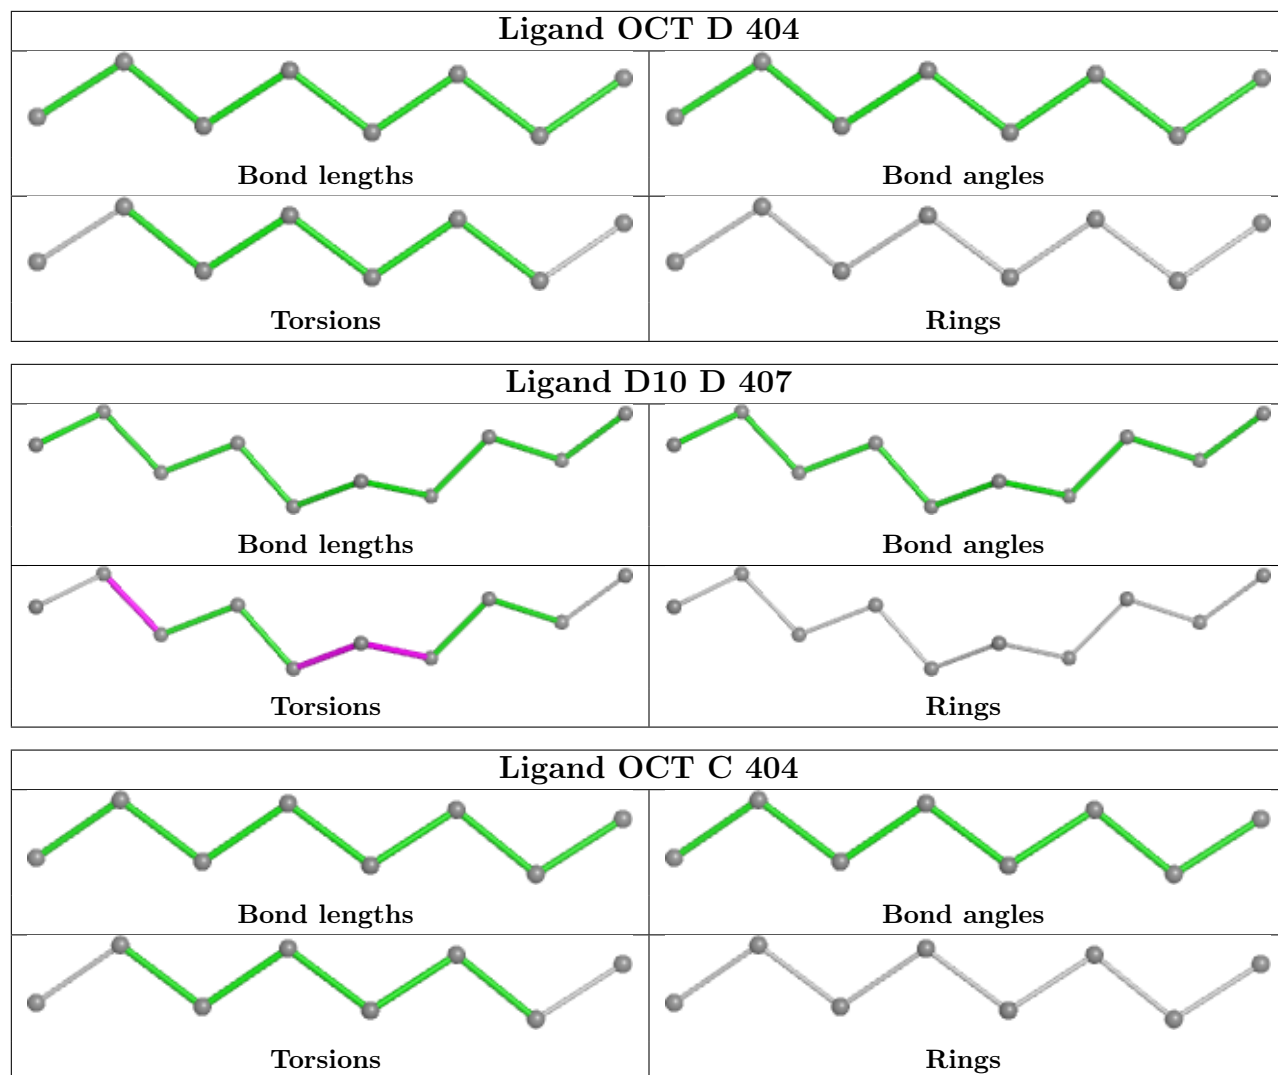 Ligand OCT D 404
Bond lengths
Bond angles
Torsions
Rings
Ligand D10 D 407
Bond lengths
Bond angles
Torsions
Rings
Ligand OCT C 404
Bond lengths
Bond angles
Torsions
Rings